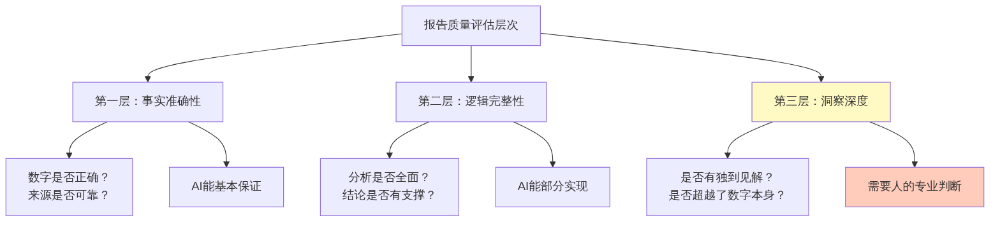 报告质量评估层次
第一层：事实准确性
第二层：逻辑完整性
第三层：洞察深度
数字是否正确？
来源是否可靠？
AI能基本保证
分析是否全面？
结论是否有支撑？
AI能部分实现
是否有独到见解？
是否超越了数字本身？
需要人的专业判断